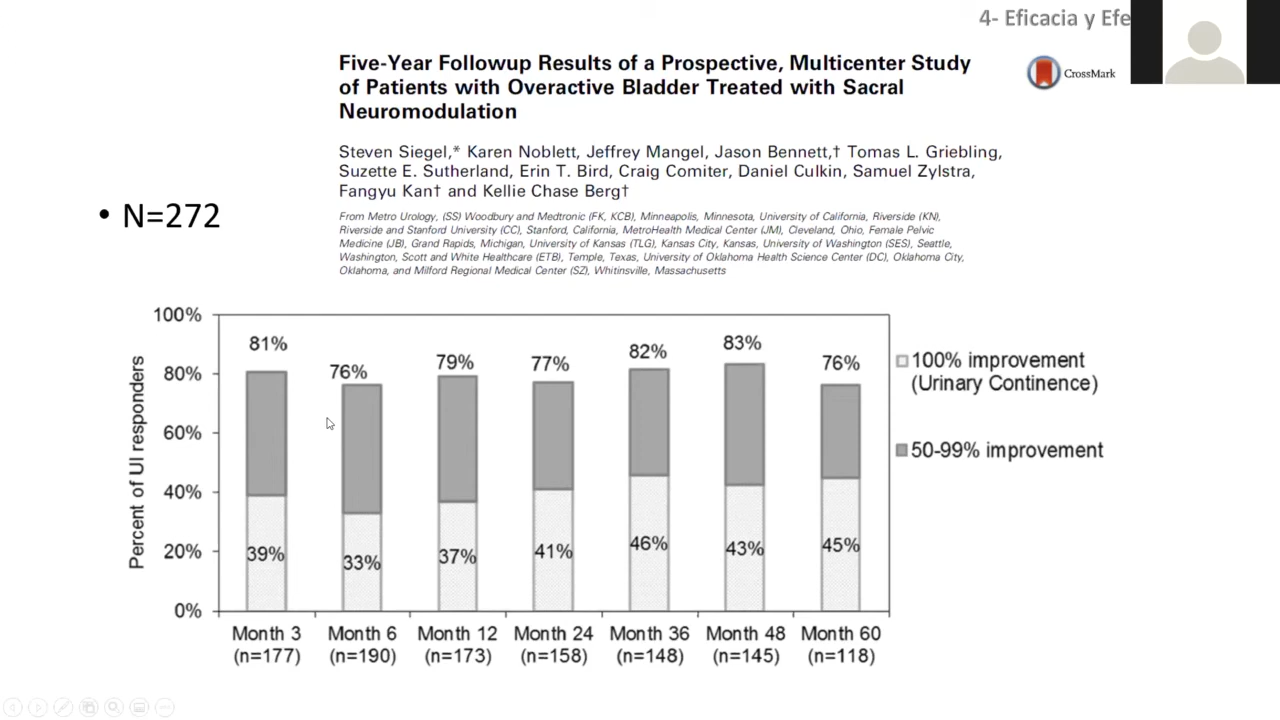 4- Eficacia y Efe
Five-Year Followup Results of a Prospective, Multicenter Study
of Patients with Overactive Bladder Treated with Sacral
Neuromodulation
CrossMark
Steven Siegel,* Karen Noblett, Jeffrey Mangel, Jason Bennett,† Tomas L. Griebling,
Suzette E. Sutherland, Erin T. Bird, Craig Comiter, Daniel Culkin, Samuel Zylstra,
Fangyu Kan† and Kellie Chase Berg†
• N=272
From Metro Urology, (SS) Woodbury and Medtronic (FK, KCB), Minneapolis, Minnesota, University of California, Riverside (KN),
Riverside and Stanford University (CC), Stanford, California, MetroHealth Medical Center (JM), Cleveland, Ohio, Female Pelvic
Medicine (JB), Grand Rapids, Michigan, University of Kansas (TLG), Kansas City, Kansas, University of Washington (SES), Seattle,
Washington, Scott and White Healthcare (ETB), Temple, Texas, University of Oklahoma Health Science Center (DC), Oklahoma City,
Oklahoma, and Milford Regional Medical Center (SZ), Whitinsville, Massachusetts
Percent of UI responders
100%
80%
60%
40%
20%
0%
81%
76%
79%
77%
82%
83%
76%
39%
33%
37%
41%
46%
43%
45%
Month 3
(n=177)
Month 6
(n=190)
Month 12
(n=173)
Month 24
(n=158)
Month 36
(n=148)
Month 48
(n=145)
Month 60
(n=118)
100% improvement
(Urinary Continence)
50-99% improvement